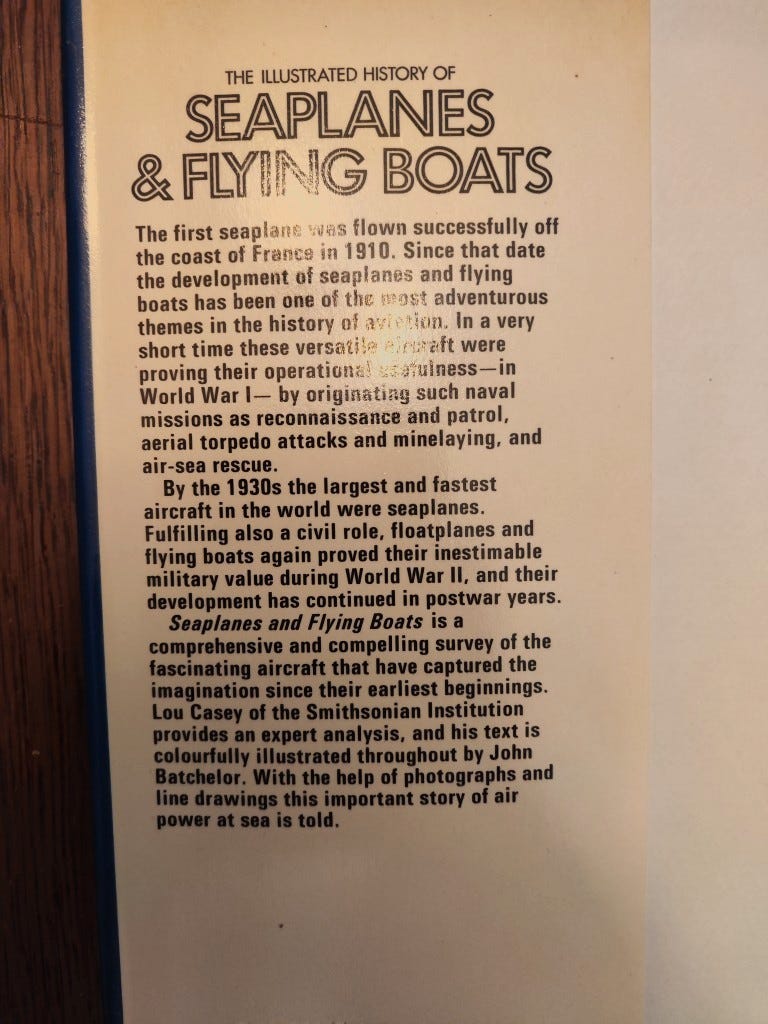 THE ILLUSTRATED HISTORY OF
SEAPLANES
& FLYING BOATS
The first seaplane was flown successfully off
the coast of France in 1910. Since that date
the development of seaplanes and flying
boats has been one of the most adventurous
themes in the history of aviation. In a very
short time these versatile aircraft were
proving their operational usefulness—in
World War I— by originating such naval
missions as reconnaissance and patrol,
aerial torpedo attacks and minelaying, and
air-sea rescue.
By the 1930s the largest and fastest
aircraft in the world were seaplanes.
Fulfilling also a civil role, floatplanes and
flying boats again proved their inestimable
military value during World War II, and their
development has continued in postwar years.
Seaplanes and Flying Boats is a
comprehensive and compelling survey of the
fascinating aircraft that have captured the
imagination since their earliest beginnings.
Lou Casey of the Smithsonian Institution
provides an expert analysis, and his text is
colourfully illustrated throughout by John
Batchelor. With the help of photographs and
line drawings this important story of air
power at sea is told.